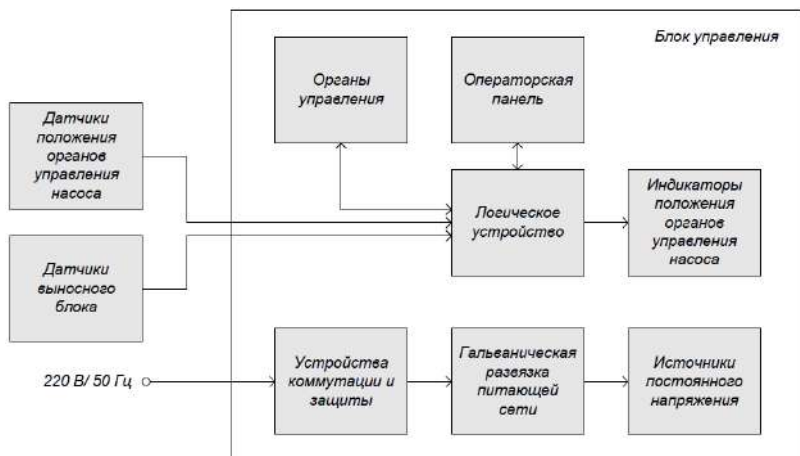 Блок управления
Органы
управления
Операторская
панель
Датчики
положения
органов
управления
насоса
Логическое
устройство
Индикаторы
положения
органов
управления
насоса
Датчики
выносного
блока
220 В/ 50 Гц
Устройства
коммутации и
защиты
Гальваническая
развязка
питающей
сети
Источники
постоянного
напряжения